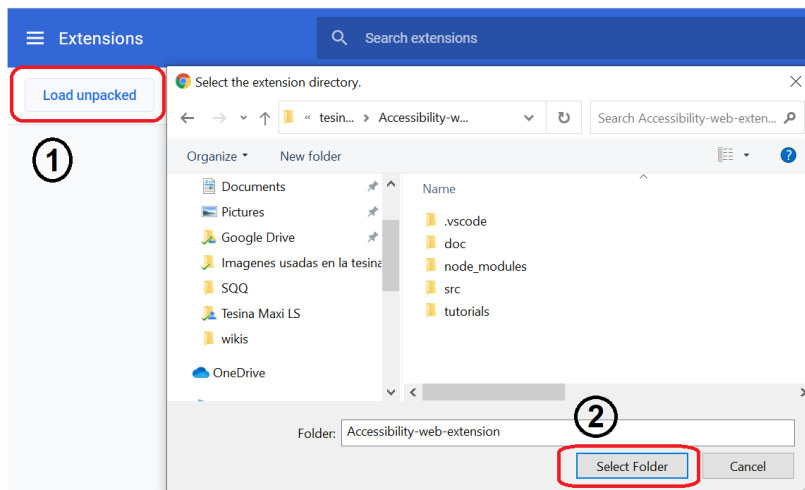 Extensions
Search extensions
Load unpacked
1
Select the extension directory.
« tesin... › Accessibility-w...
Search Accessibility-web-exten...
Organize
New folder
Documents
Pictures
Google Drive
Imagenes usadas en la tesina
SQQ
Tesina Maxi LS
wikis
OneDrive
Name
.vscode
doc
node_modules
src
tutorials
2
Folder: Accessibility-web-extension
Select Folder
Cancel